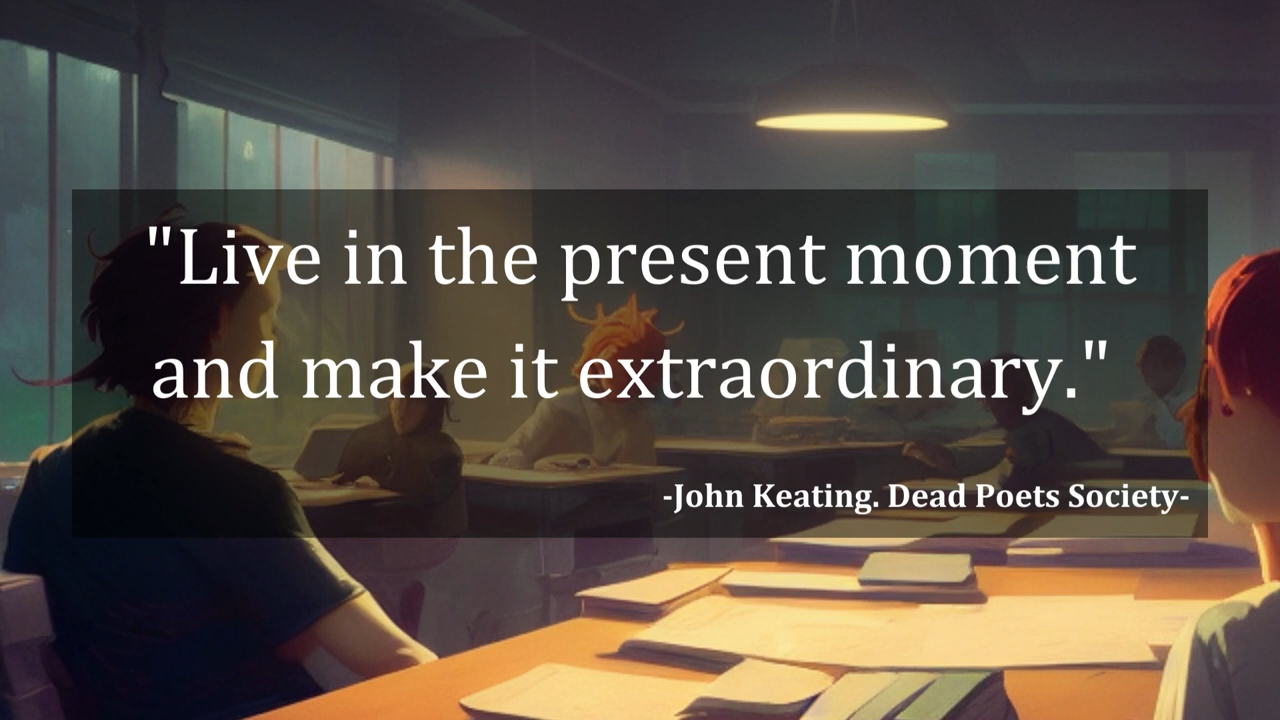 "Live in the present moment
and make it extraordinary."
-John Keating. Dead Poets Society-